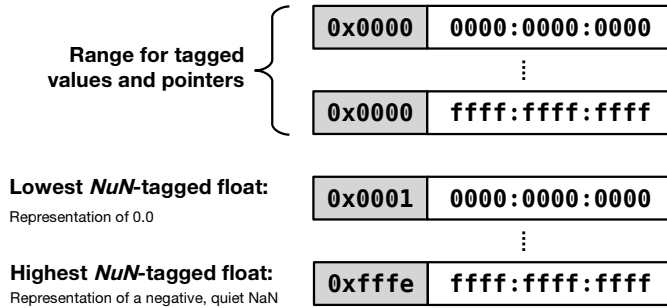 0x0000 0000:0000:0000
Range for tagged
values and pointers
0x0000 ffff:ffff:ffff
Lowest NuN-tagged float:
0x0001 0000:0000:0000
Representation of 0.0
Highest NuN-tagged float:
0xfffe ffff:ffff:ffff
Representation of a negative, quiet NaN